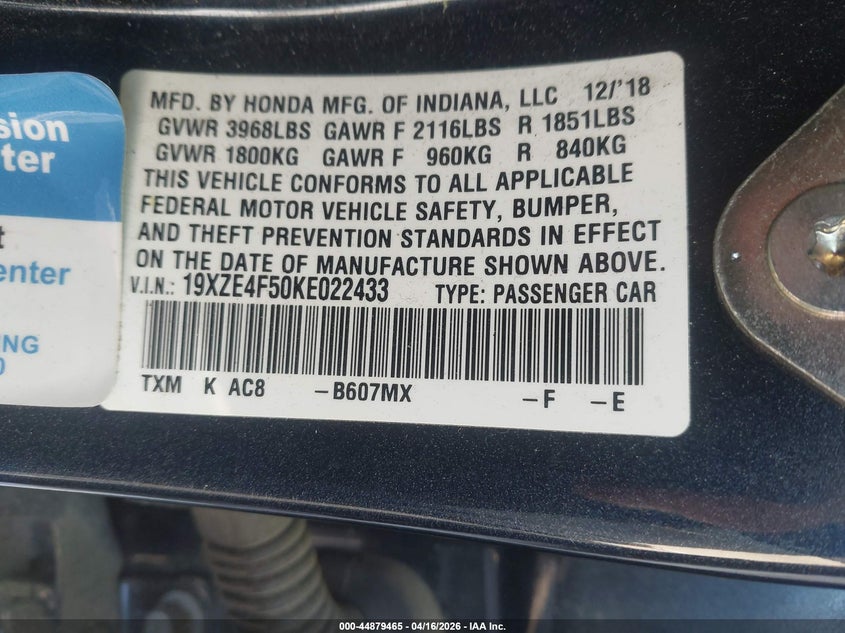 MFD. BY HONDA MFG. OF INDIANA, LLC 12/'18
GVWR 3968LBS GAWR F 2116LBS R 1851LBS
GVWR 1800KG GAWR F 960KG R 840KG
THIS VEHICLE CONFORMS TO ALL APPLICABLE
FEDERAL MOTOR VEHICLE SAFETY, BUMPER,
AND THEFT PREVENTION STANDARDS IN EFFECT
ON THE DATE OF MANUFACTURE SHOWN ABOVE.
V.I.N.: 19XZE4F50KE022433 TYPE: PASSENGER CAR
TXM K AC8 -B607MX -F -E
sion
ter
t
enter
NG
0
000-44879465 - 04/16/2026 - IAA Inc.